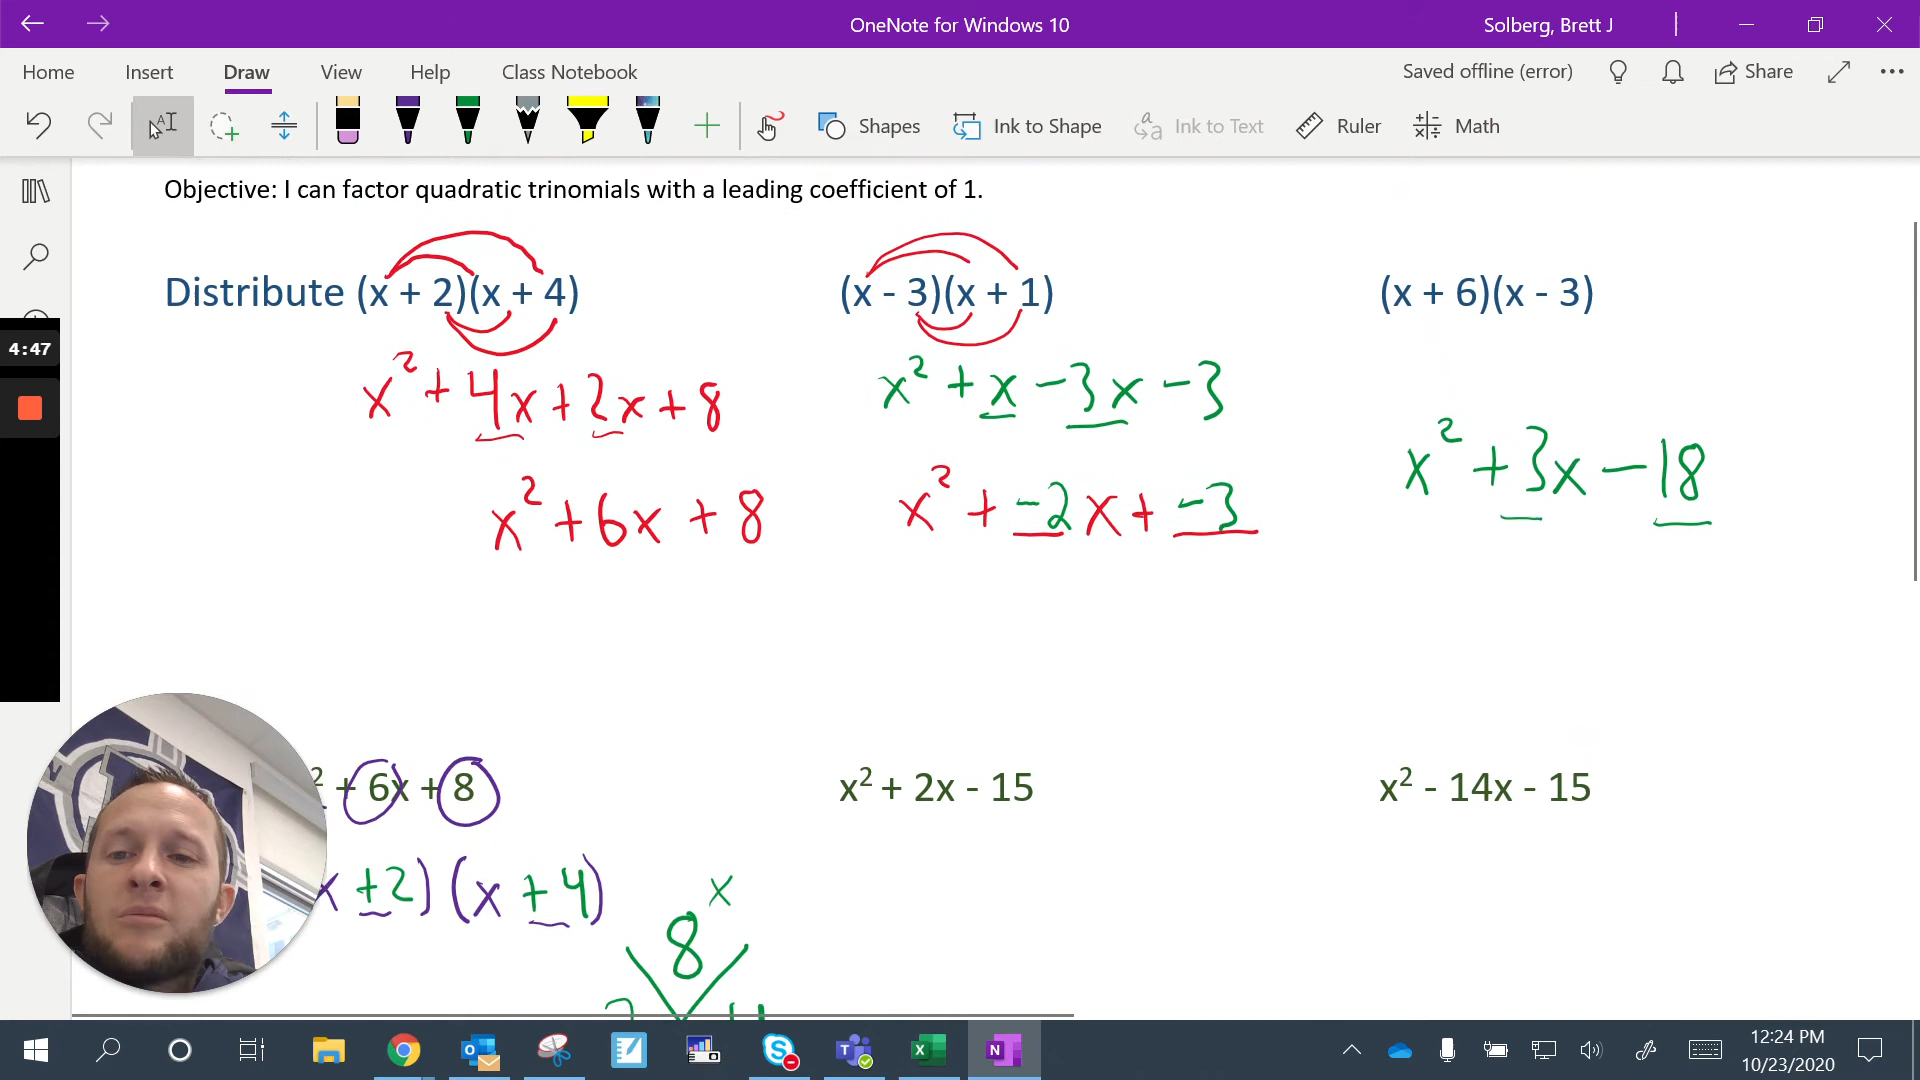 OneNote for Windows 10
Solberg, Brett J
Home Insert Draw View Help Class Notebook
Saved offline (error)
Share
Shapes
Ink to Shape
Ink to Text
Ruler
Math
Objective: I can factor quadratic trinomials with a leading coefficient of 1.
Distribute (x + 2)(x + 4)
(x - 3)(x + 1)
(x + 6)(x - 3)
4:47
x² + 4x + 2x + 8
x² + x - 3x - 3
x² + 3x - 18
x² + 6x + 8
x² + -2x + -3
² + 6x + 8
x² + 2x - 15
x² - 14x - 15
x + 2) (x + 4)
x
8
12:24 PM
10/23/2020